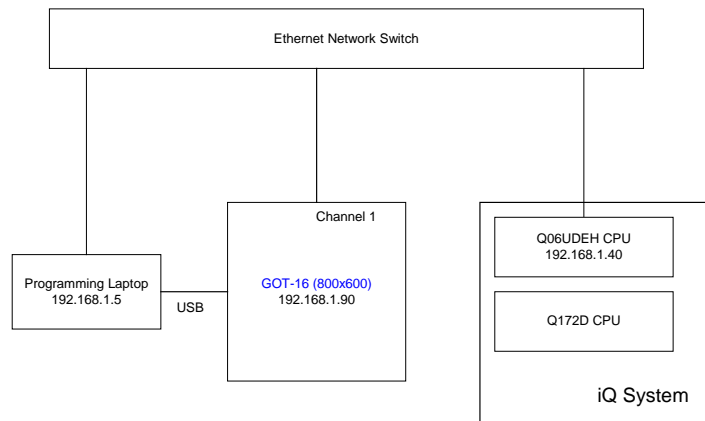 Ethernet Network Switch
Channel 1
Programming Laptop
192.168.1.5
USB
GOT-16 (800x600)
192.168.1.90
Q06UDEH CPU
192.168.1.40
Q172D CPU
iQ System